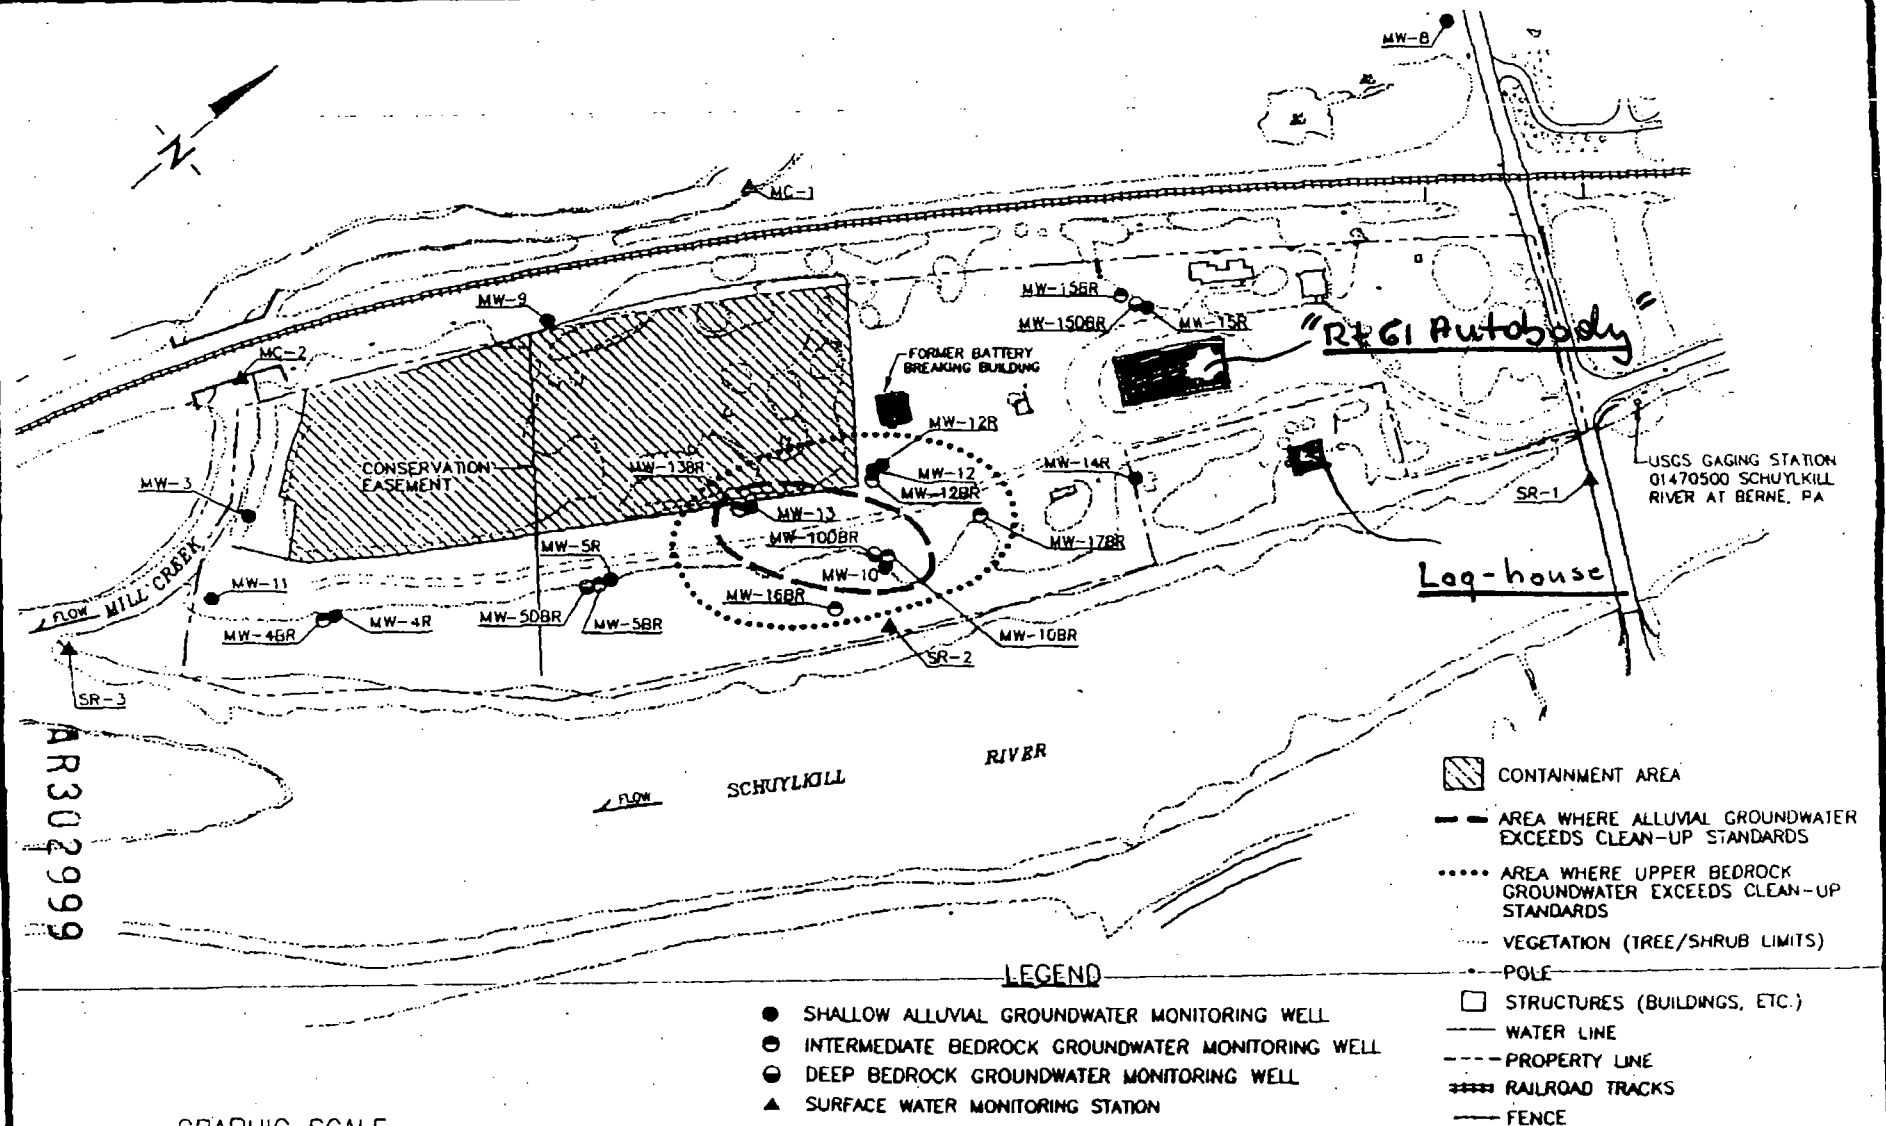 MW-8
N
MC-1
MW-9
MW-15BR
MW-15DBR
MW-15R
"Rt 61 Autobody"
MC-2
FORMER BATTERY
BREAKING BUILDING
MW-12R
CONSERVATION
EASEMENT
MW-13BR
MW-14R
MW-12
USGS GAGING STATION
01470500 SCHUYLKILL
RIVER AT BERNE, PA
MW-3
MW-12BR
SR-1
MW-13
MW-5R
MW-10DBR
MW-17BR
MW-10
Log-house
MW-11
MW-16BR
FLOW
MILL CREEK
MW-4BR
MW-4R
MW-5DBR
MW-5BR
MW-10BR
SR-2
SR-3
AR302999
SCHUYLKILL RIVER
FLOW
CONTAINMENT AREA
AREA WHERE ALLUVIAL GROUNDWATER
EXCEEDS CLEAN-UP STANDARDS
AREA WHERE UPPER BEDROCK
GROUNDWATER EXCEEDS CLEAN-UP
STANDARDS
VEGETATION (TREE/SHRUB LIMITS)
LEGEND
POLE
STRUCTURES (BUILDINGS, ETC.)
WATER LINE
PROPERTY LINE
RAILROAD TRACKS
FENCE
SHALLOW ALLUVIAL GROUNDWATER MONITORING WELL
INTERMEDIATE BEDROCK GROUNDWATER MONITORING WELL
DEEP BEDROCK GROUNDWATER MONITORING WELL
SURFACE WATER MONITORING STATION
GRAPHIC SCALE